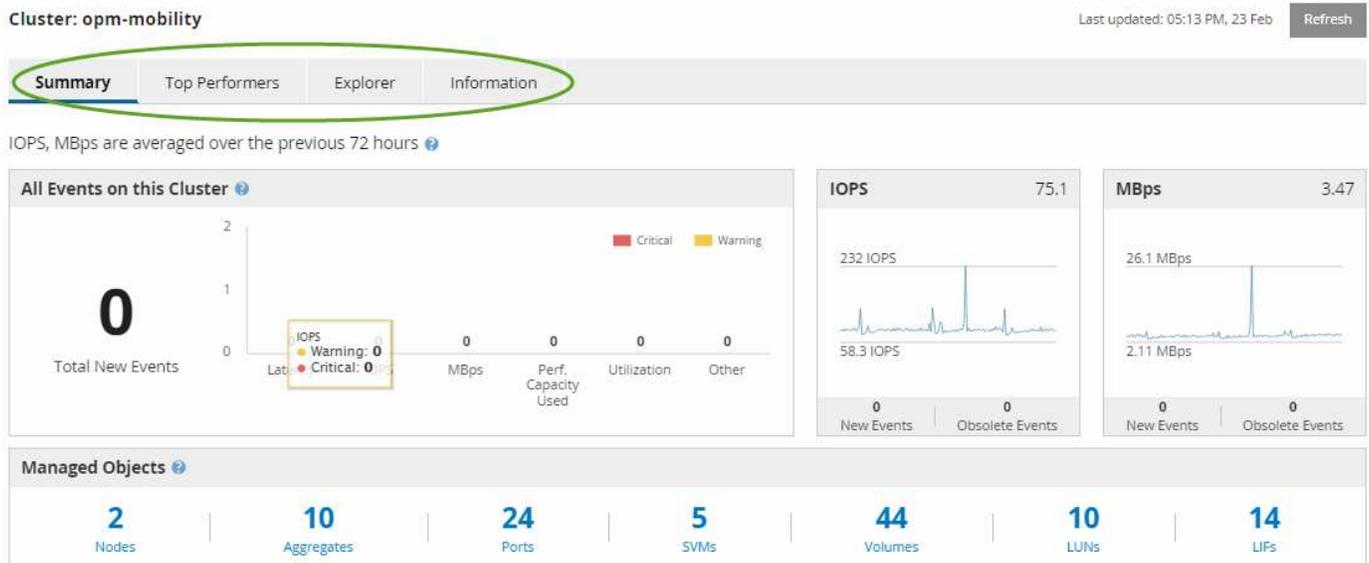 Cluster: opm-mobility
Last updated: 05:13 PM, 23 Feb
Refresh
Summary
Top Performers
Explorer
Information
IOPS, MBps are averaged over the previous 72 hours ?
All Events on this Cluster ?
0
Total New Events
2
1
0
Critical
Warning
IOPS
Warning: 0
Critical: 0
0
0
0
0
MBps
Perf.
Capacity
Used
Utilization
Other
IOPS
75.1
232 IOPS
58.3 IOPS
0
New Events
0
Obsolete Events
MBps
3.47
26.1 MBps
2.11 MBps
0
New Events
0
Obsolete Events
Managed Objects ?
2
Nodes
10
Aggregates
24
Ports
5
SVMs
44
Volumes
10
LUNs
14
LIFs